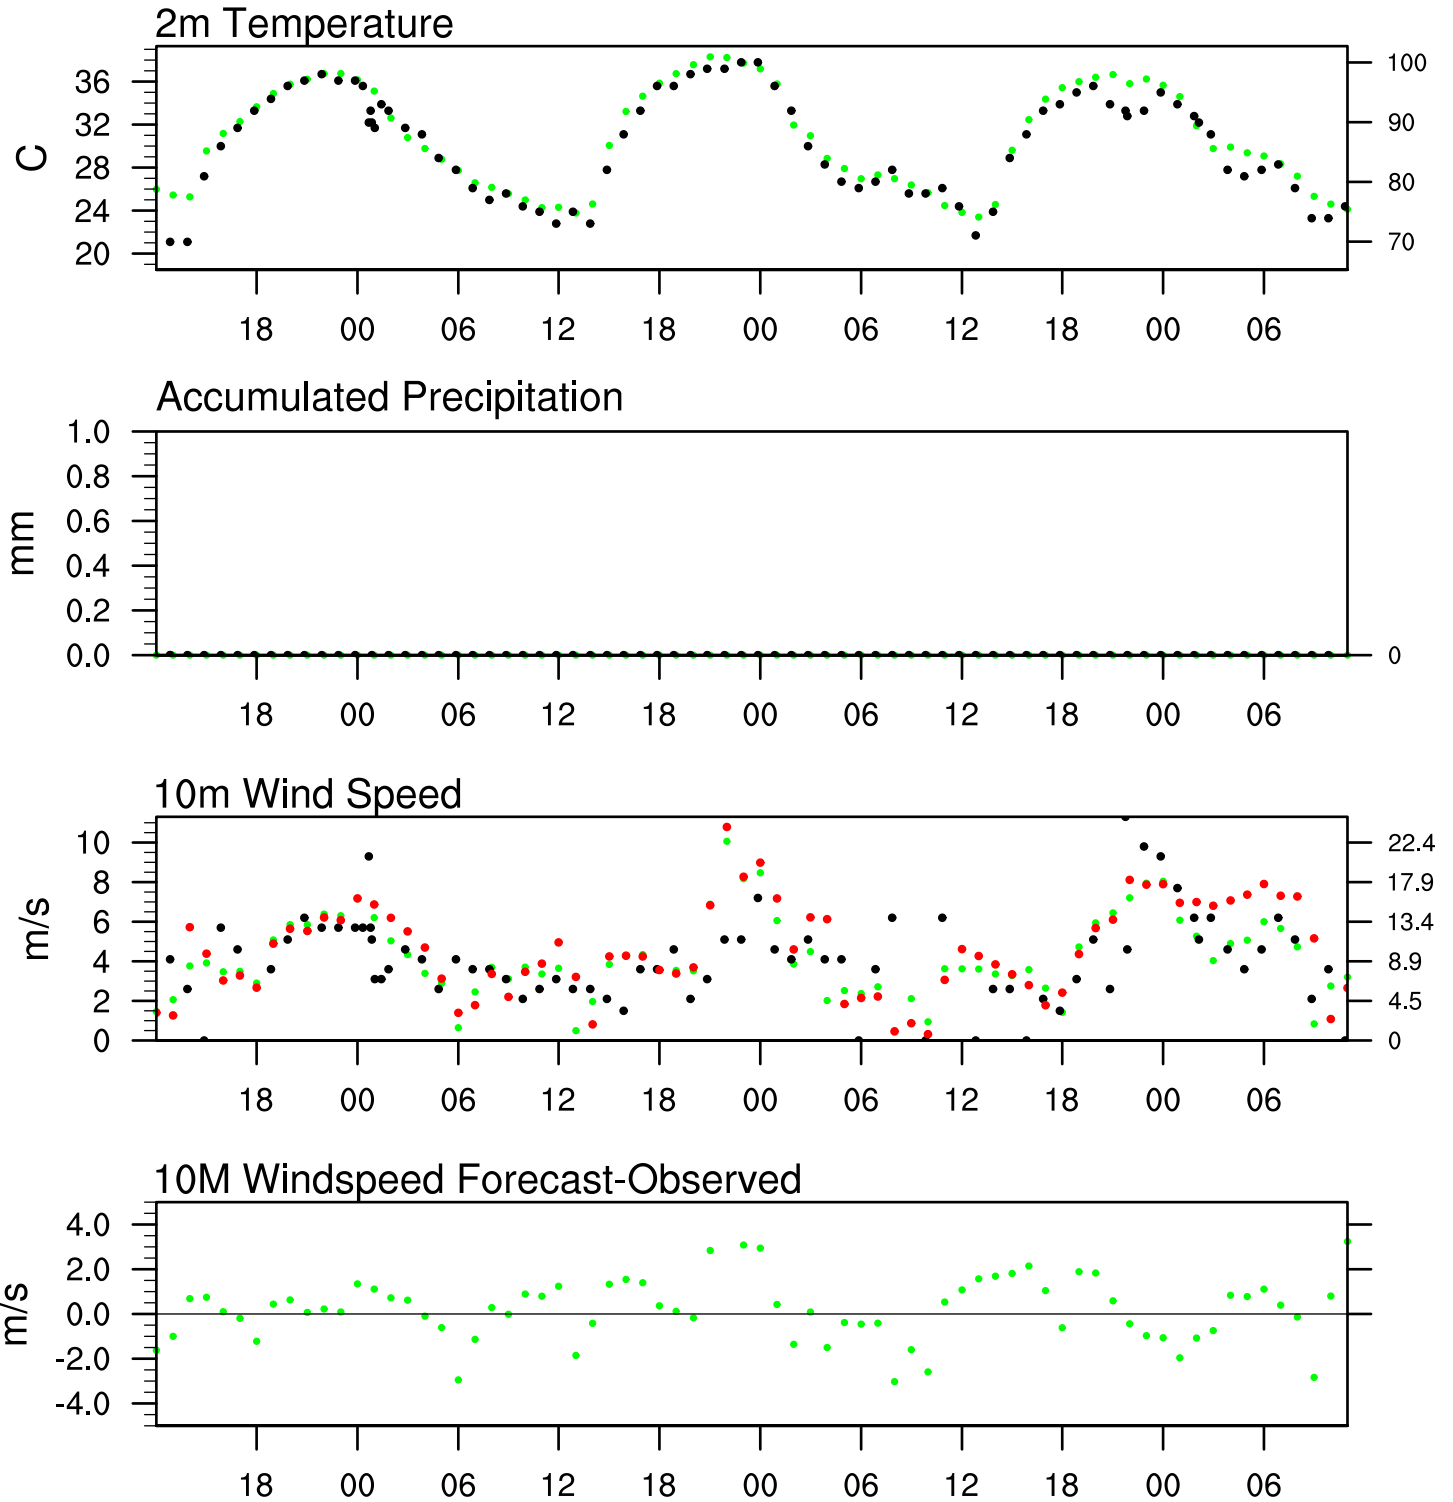 2m Temperature
36
32
28
24
20
C
100
90
80
70
18 00 06 12 18 00 06 12 18 00 06
Accumulated Precipitation
1.0
0.8
0.6
0.4
0.2
0.0
mm
0
18 00 06 12 18 00 06 12 18 00 06
10m Wind Speed
10
8
6
4
2
0
m/s
22.4
17.9
13.4
8.9
4.5
0
18 00 06 12 18 00 06 12 18 00 06
10M Windspeed Forecast-Observed
4.0
2.0
0.0
-2.0
-4.0
m/s
18 00 06 12 18 00 06 12 18 00 06